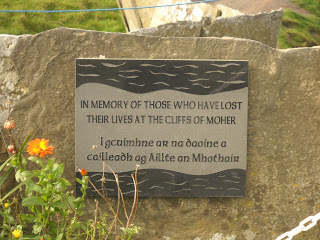 IN MEMORY OF THOSE WHO HAVE LOST
THEIR LIVES AT THE CLIFFS OF MOHER
I gcuimhne ar na daoine a
cailleadh ag Aillte an Mhothair